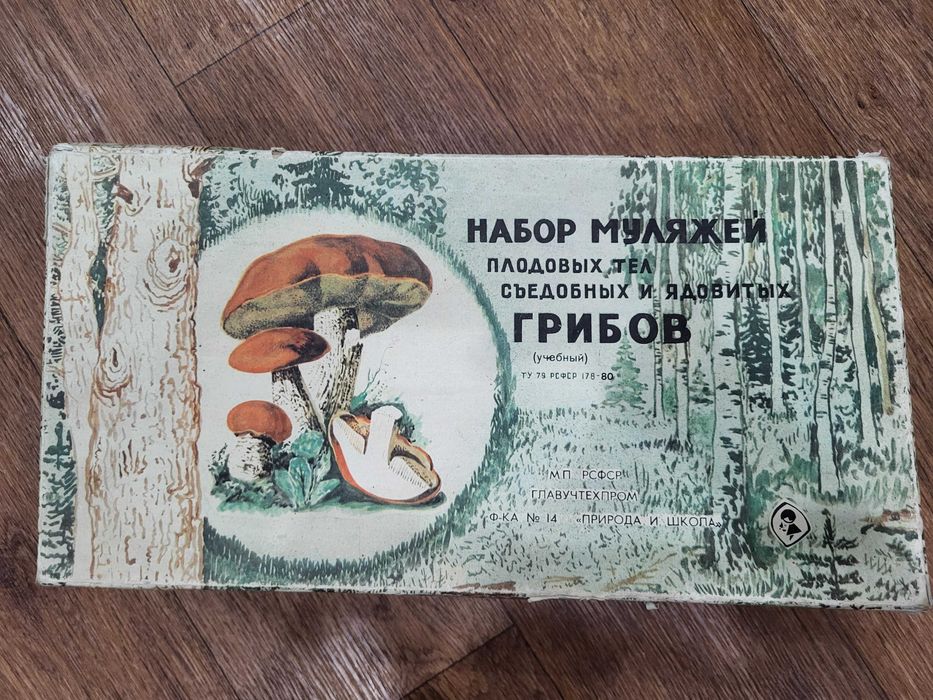 НАБОР МУЛЯЖЕЙ
ПЛОДОВЫХ ТЕЛ
СЪЕДОБНЫХ И ЯДОВИТЫХ
ГРИБОВ
(учебный)
ТУ 79 РСФСР 178-80
МП РСФСР
ГЛАВУЧТЕХПРОМ
Ф-КА № 14 «ПРИРОДА И ШКОЛА»